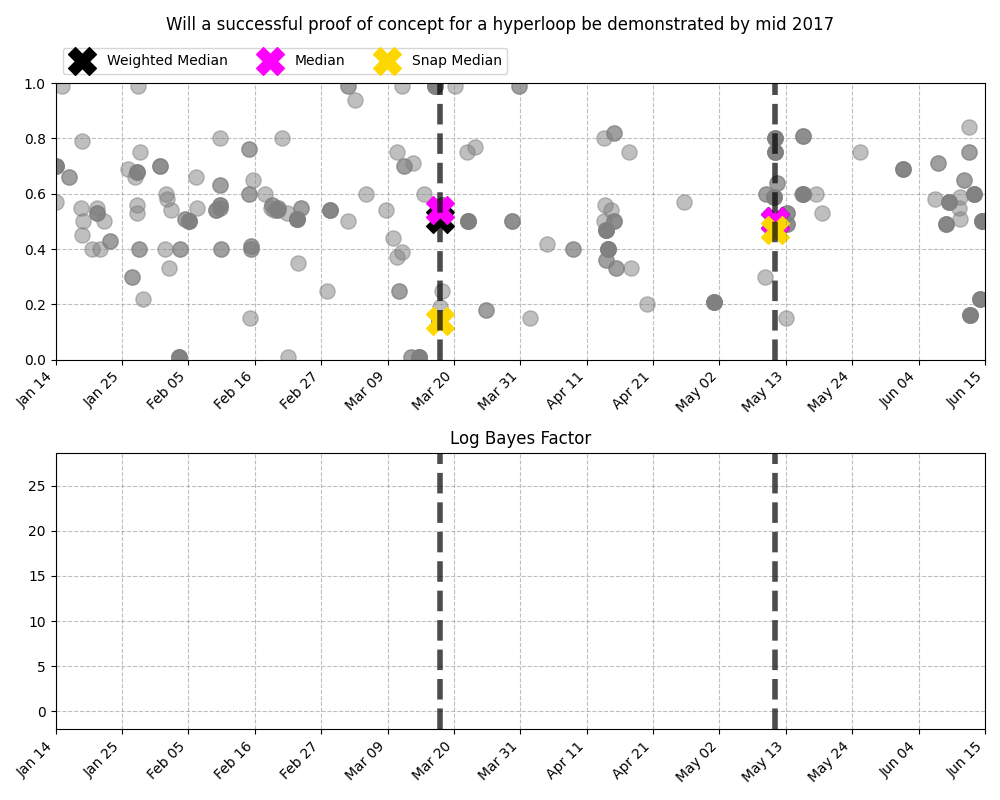 Will a successful proof of concept for a hyperloop be demonstrated by mid 2017
Weighted Median Median Snap Median
1.0
0.8
0.6
0.4
0.2
0.0
Jan 14 Jan 25 Feb 05 Feb 16 Feb 27 Mar 09 Mar 20 Mar 31 Apr 11 Apr 21 May 02 May 13 May 24 Jun 04 Jun 15
Log Bayes Factor
25
20
15
10
5
0
Jan 14 Jan 25 Feb 05 Feb 16 Feb 27 Mar 09 Mar 20 Mar 31 Apr 11 Apr 21 May 02 May 13 May 24 Jun 04 Jun 15